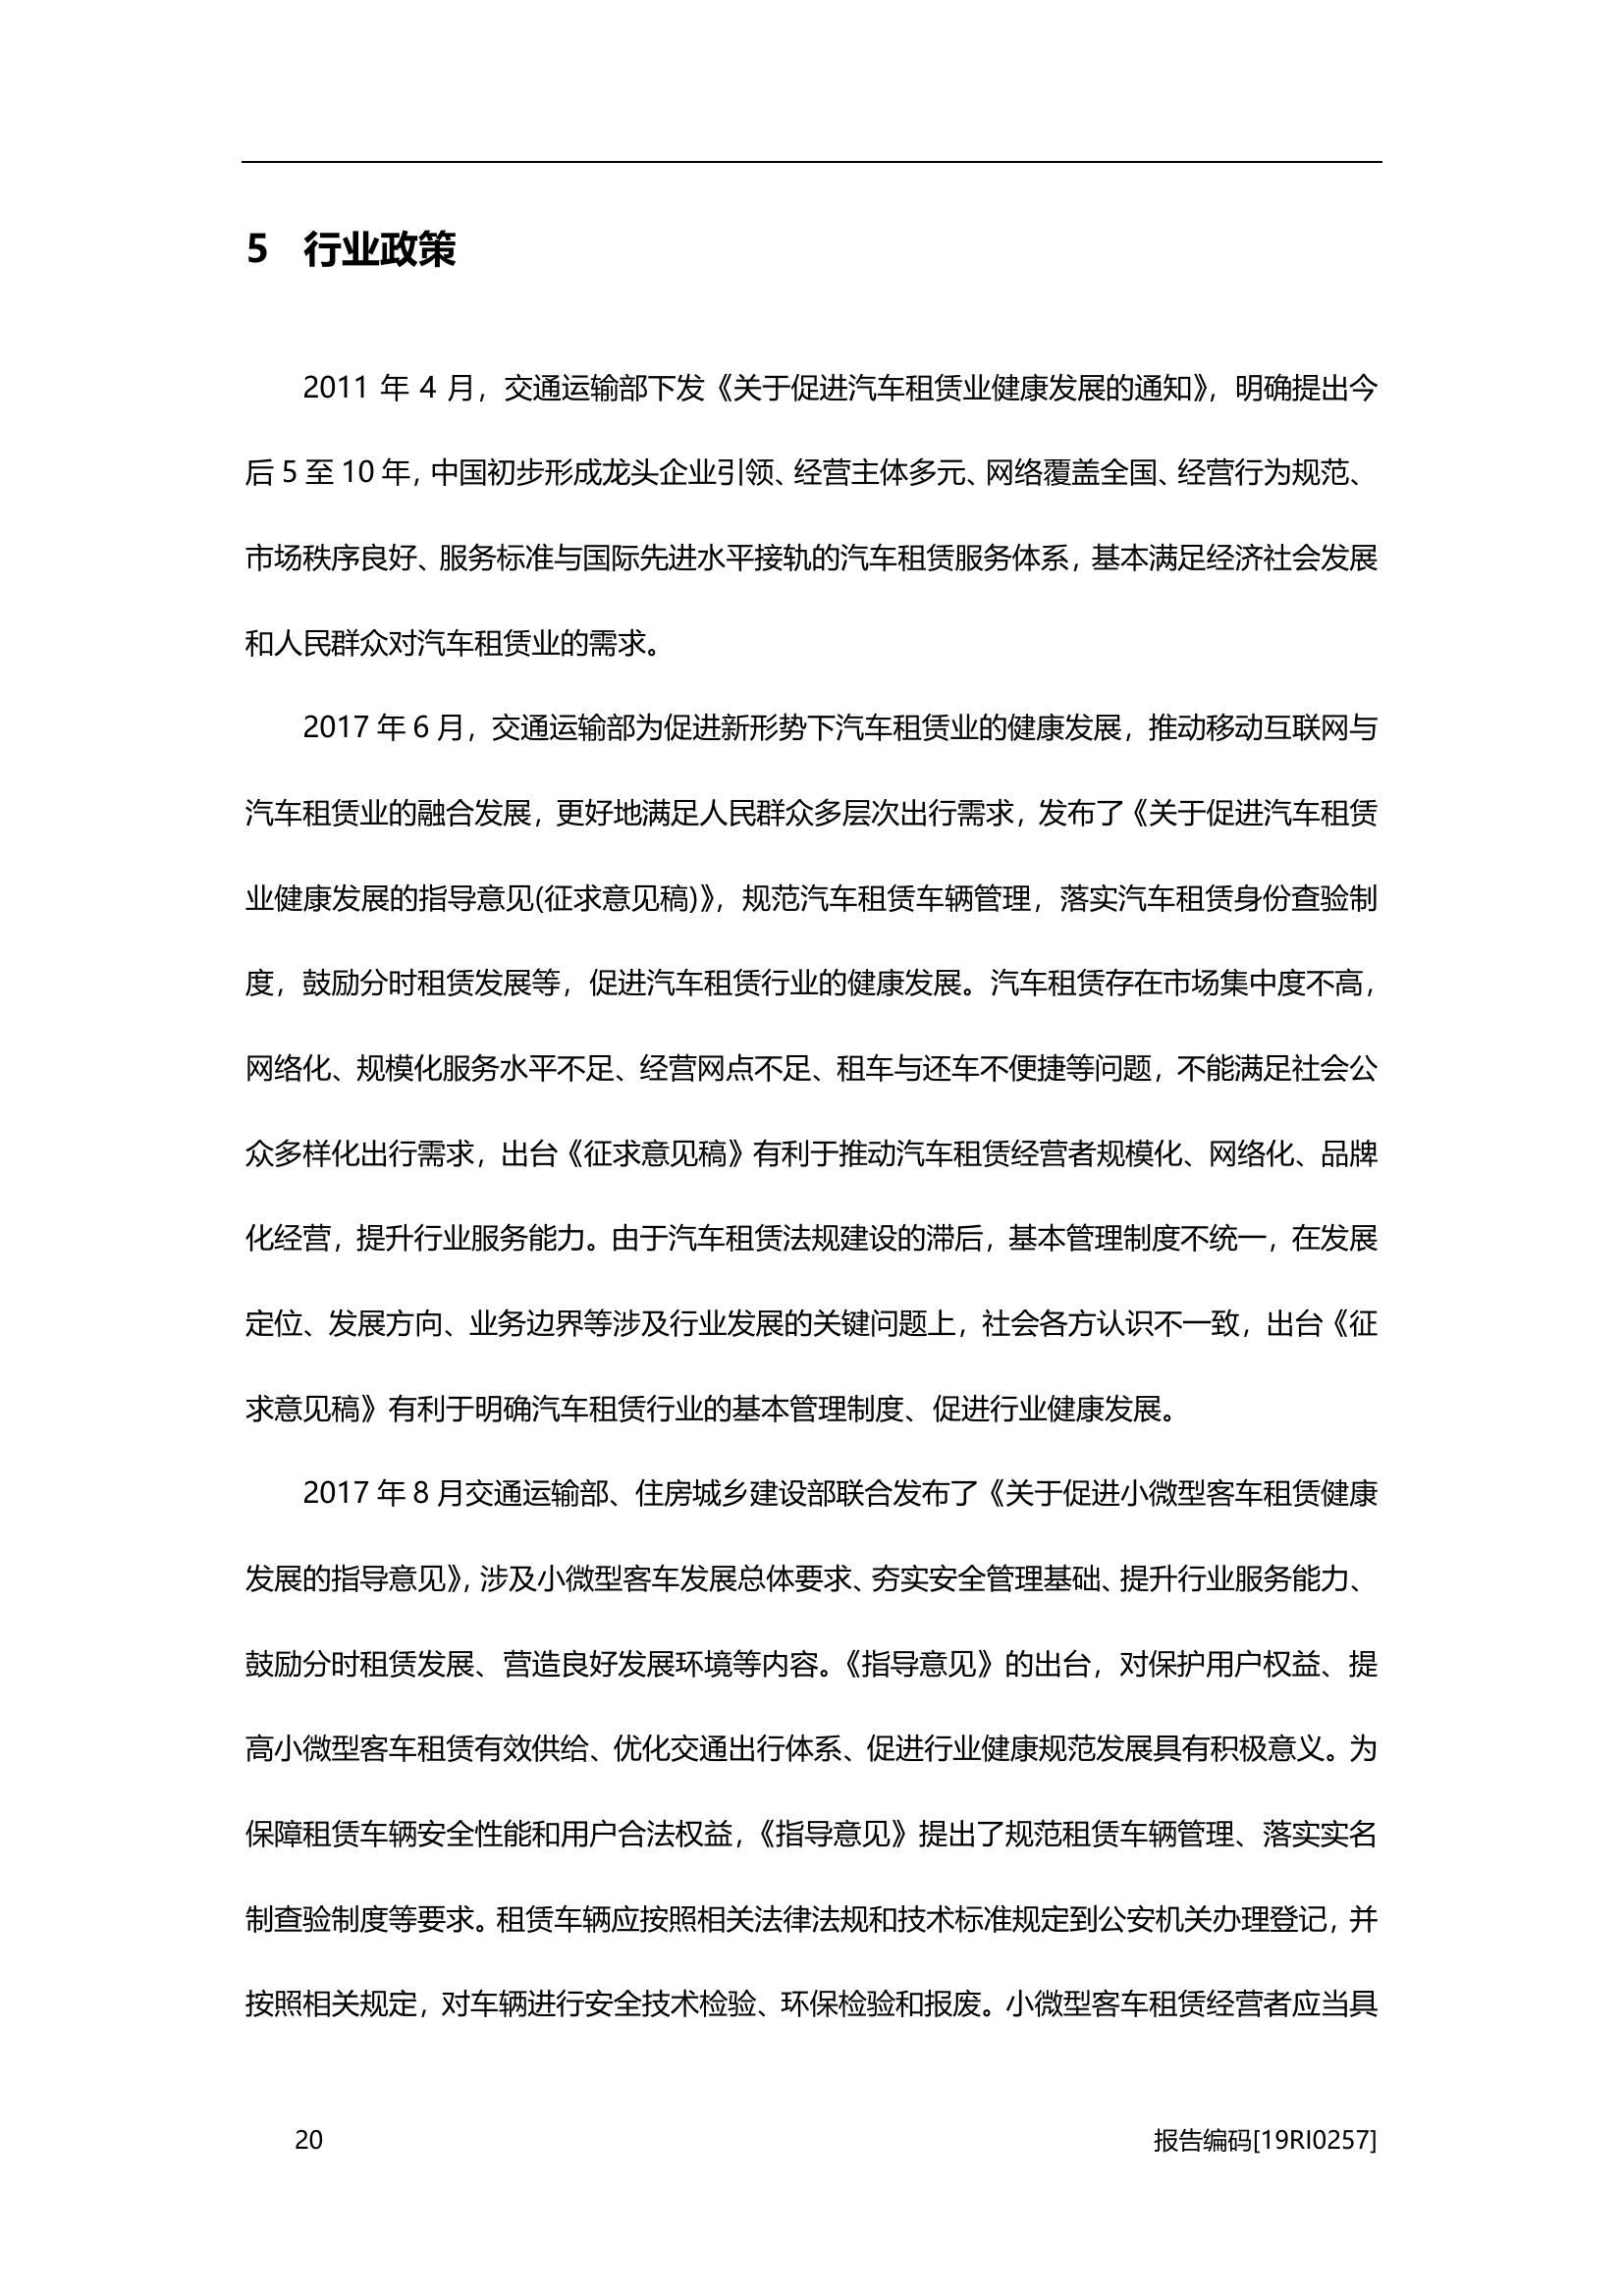 5 行业政策
2011 年 4 月，交通运输部下发《关于促进汽车租赁业健康发展的通知》，明确提出今
后 5 至 10 年，中国初步形成龙头企业引领、经营主体多元、网络覆盖全国、经营行为规范、
市场秩序良好、服务标准与国际先进水平接轨的汽车租赁服务体系，基本满足经济社会发展
和人民群众对汽车租赁业的需求。
2017 年 6 月，交通运输部为促进新形势下汽车租赁业的健康发展，推动移动互联网与
汽车租赁业的融合发展，更好地满足人民群众多层次出行需求，发布了《关于促进汽车租赁
业健康发展的指导意见(征求意见稿)》，规范汽车租赁车辆管理，落实汽车租赁身份查验制
度，鼓励分时租赁发展等，促进汽车租赁行业的健康发展。汽车租赁存在市场集中度不高，
网络化、规模化服务水平不足、经营网点不足、租车与还车不便捷等问题，不能满足社会公
众多样化出行需求，出台《征求意见稿》有利于推动汽车租赁经营者规模化、网络化、品牌
化经营，提升行业服务能力。由于汽车租赁法规建设的滞后，基本管理制度不统一，在发展
定位、发展方向、业务边界等涉及行业发展的关键问题上，社会各方认识不一致，出台《征
求意见稿》有利于明确汽车租赁行业的基本管理制度、促进行业健康发展。
2017 年 8 月交通运输部、住房城乡建设部联合发布了《关于促进小微型客车租赁健康
发展的指导意见》，涉及小微型客车发展总体要求、夯实安全管理基础、提升行业服务能力、
鼓励分时租赁发展、营造良好发展环境等内容。《指导意见》的出台，对保护用户权益、提
高小微型客车租赁有效供给、优化交通出行体系、促进行业健康规范发展具有积极意义。为
保障租赁车辆安全性能和用户合法权益，《指导意见》提出了规范租赁车辆管理、落实实名
制查验制度等要求。租赁车辆应按照相关法律法规和技术标准规定到公安机关办理登记，并
按照相关规定，对车辆进行安全技术检验、环保检验和报废。小微型客车租赁经营者应当具
20 报告编码[19RI0257]